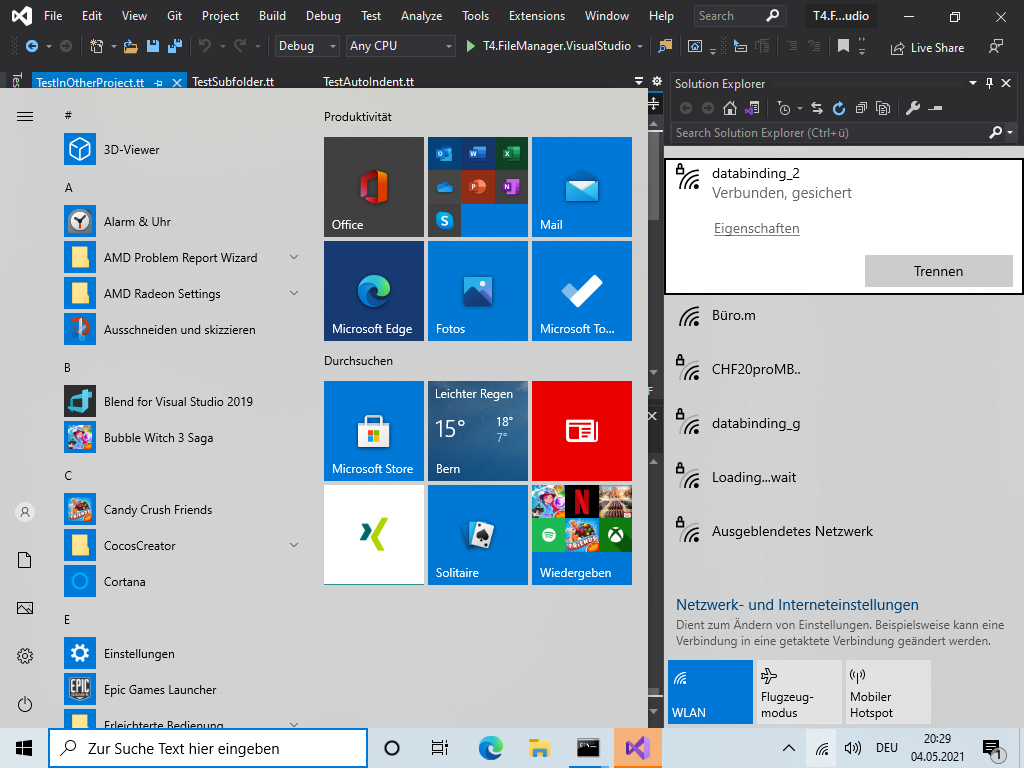 File Edit View Git Project Build Debug Test Analyze Tools Extensions Window Help Search T4.F...udio
Debug Any CPU T4.FileManager.VisualStudio Live Share
TestInOtherProject.tt TestSubfolder.tt TestAutoIndent.tt
Solution Explorer
Search Solution Explorer (Ctrl+ü)
#
3D-Viewer
A
Alarm & Uhr
AMD Problem Report Wizard
AMD Radeon Settings
Ausschneiden und skizzieren
B
Blend for Visual Studio 2019
Bubble Witch 3 Saga
C
Candy Crush Friends
CocosCreator
Cortana
E
Einstellungen
Epic Games Launcher
Erleichterte Bedienung
Produktivität
Office
Mail
Microsoft Edge
Fotos
Microsoft To...
Durchsuchen
Microsoft Store
Leichter Regen
15° 18°
7°
Bern
Solitaire
Wiedergeben
databinding_2
Verbunden, gesichert
Eigenschaften
Trennen
Büro.m
CHF20proMB..
databinding_g
Loading...wait
Ausgeblendetes Netzwerk
Netzwerk- und Interneteinstellungen
Dient zum Ändern von Einstellungen. Beispielsweise kann eine
Verbindung in eine getaktete Verbindung geändert werden.
WLAN
Flugzeug-
modus
Mobiler
Hotspot
Zur Suche Text hier eingeben
DEU
20:29
04.05.2021
1